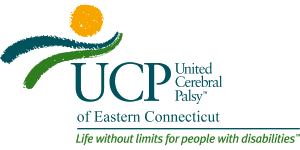 UCP United
Cerebral
Palsy™
of Eastern Connecticut
Life without limits for people with disabilities™